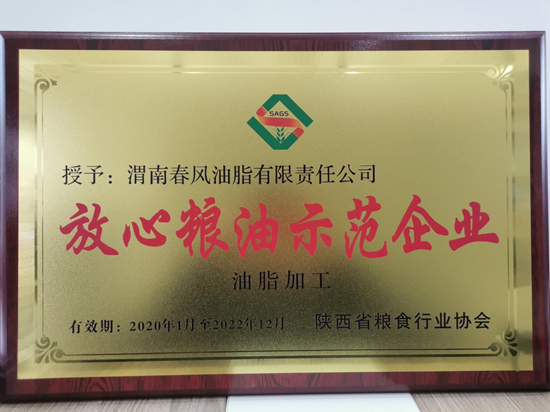 SAGS
授予：渭南春风油脂有限责任公司
放心粮油示范企业
油脂加工
有效期：2020年1月至2022年12月 陕西省粮食行业协会